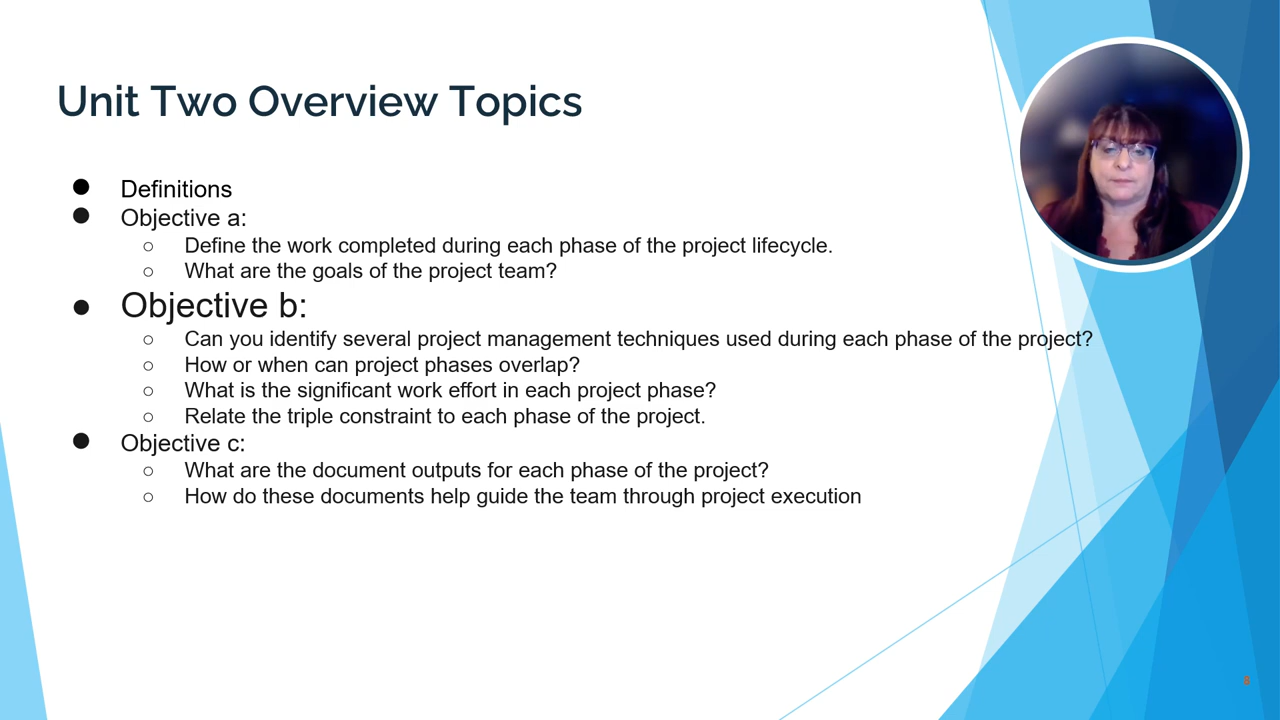 Unit Two Overview Topics
● Definitions
● Objective a:
○ Define the work completed during each phase of the project lifecycle.
○ What are the goals of the project team?
● Objective b:
○ Can you identify several project management techniques used during each phase of the project?
○ How or when can project phases overlap?
○ What is the significant work effort in each project phase?
○ Relate the triple constraint to each phase of the project.
● Objective c:
○ What are the document outputs for each phase of the project?
○ How do these documents help guide the team through project execution